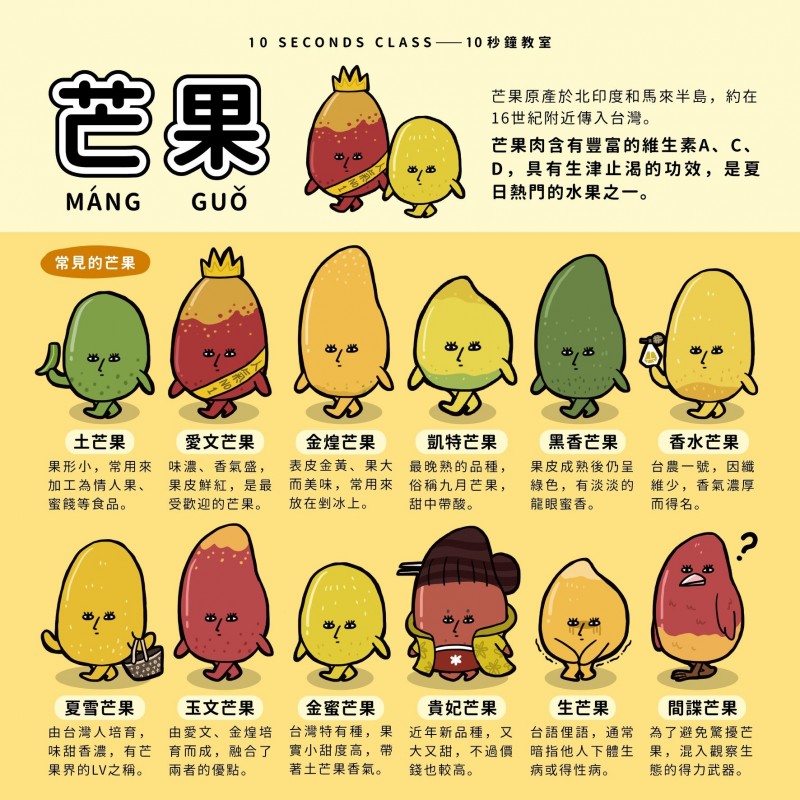 10 SECONDS CLASS——10秒鐘教室
芒果
MÁNG GUǑ
芒果原產於北印度和馬來半島，約在
16世紀附近傳入台灣。
芒果肉含有豐富的維生素A、C、
D，具有生津止渴的功效，是夏
日熱門的水果之一。
人氣第1
常見的芒果
人氣第1
土芒果
果形小，常用來
加工為情人果、
蜜餞等食品。
愛文芒果
味濃、香氣盛，
果皮鮮紅，是最
受歡迎的芒果。
金煌芒果
表皮金黃、果大
而美味，常用來
放在剉冰上。
凱特芒果
最晚熟的品種，
俗稱九月芒果，
甜中帶酸。
黑香芒果
果皮成熟後仍呈
綠色，有淡淡的
龍眼蜜香。
香水芒果
台農一號，因纖
維少，香氣濃厚
而得名。
?
夏雪芒果
由台灣人培育，
味甜香濃，有芒
果界的LV之稱。
玉文芒果
由愛文、金煌培
育而成，融合了
兩者的優點。
金蜜芒果
台灣特有種，果
實小甜度高，帶
著土芒果香氣。
貴妃芒果
近年新品種，又
大又甜，不過價
錢也較高。
生芒果
台語俚語，通常
暗指他人下體生
病或得性病。
間諜芒果
為了避免驚擾芒
果，混入觀察生
態的得力武器。